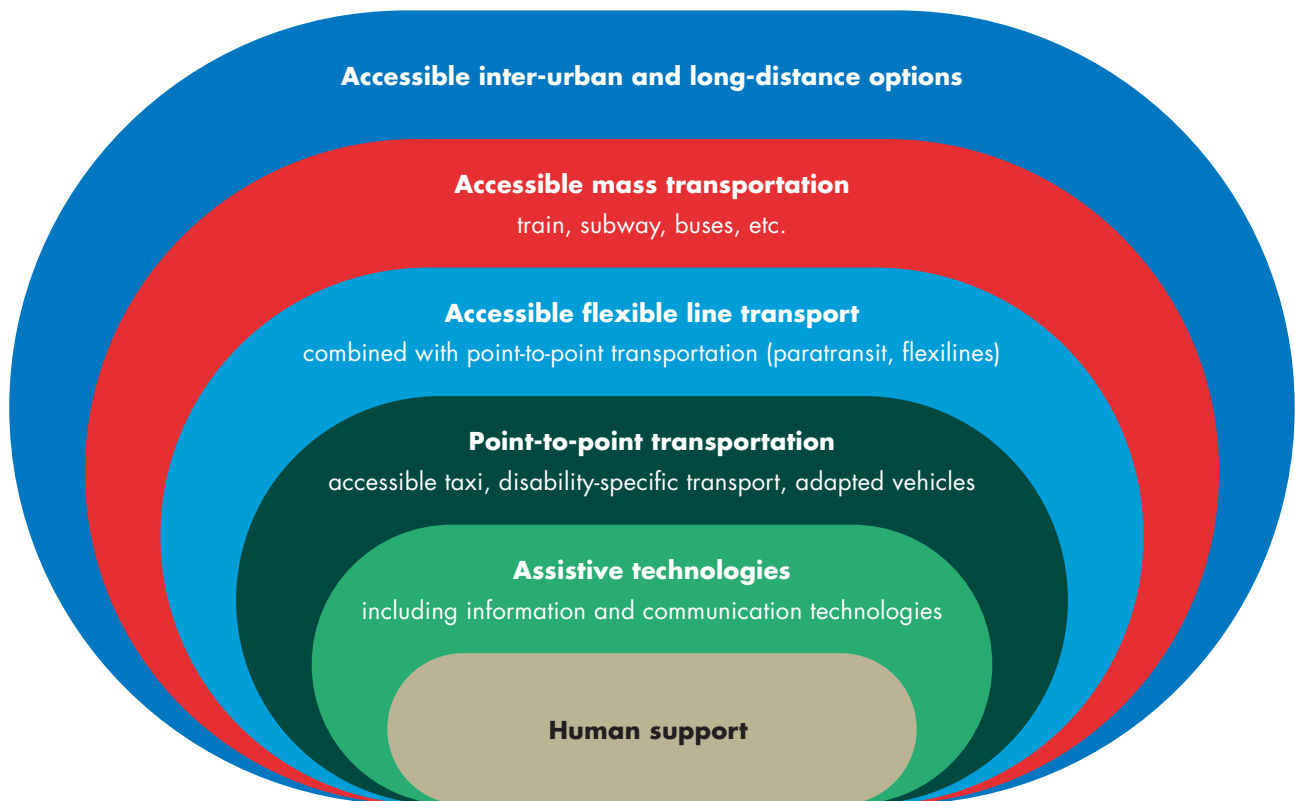 Accessible inter-urban and long-distance options
Accessible mass transportation
train, subway, buses, etc.
Accessible flexible line transport
combined with point-to-point transportation (paratransit, flexilines)
Point-to-point transportation
accessible taxi, disability-specific transport, adapted vehicles
Assistive technologies
including information and communication technologies
Human support